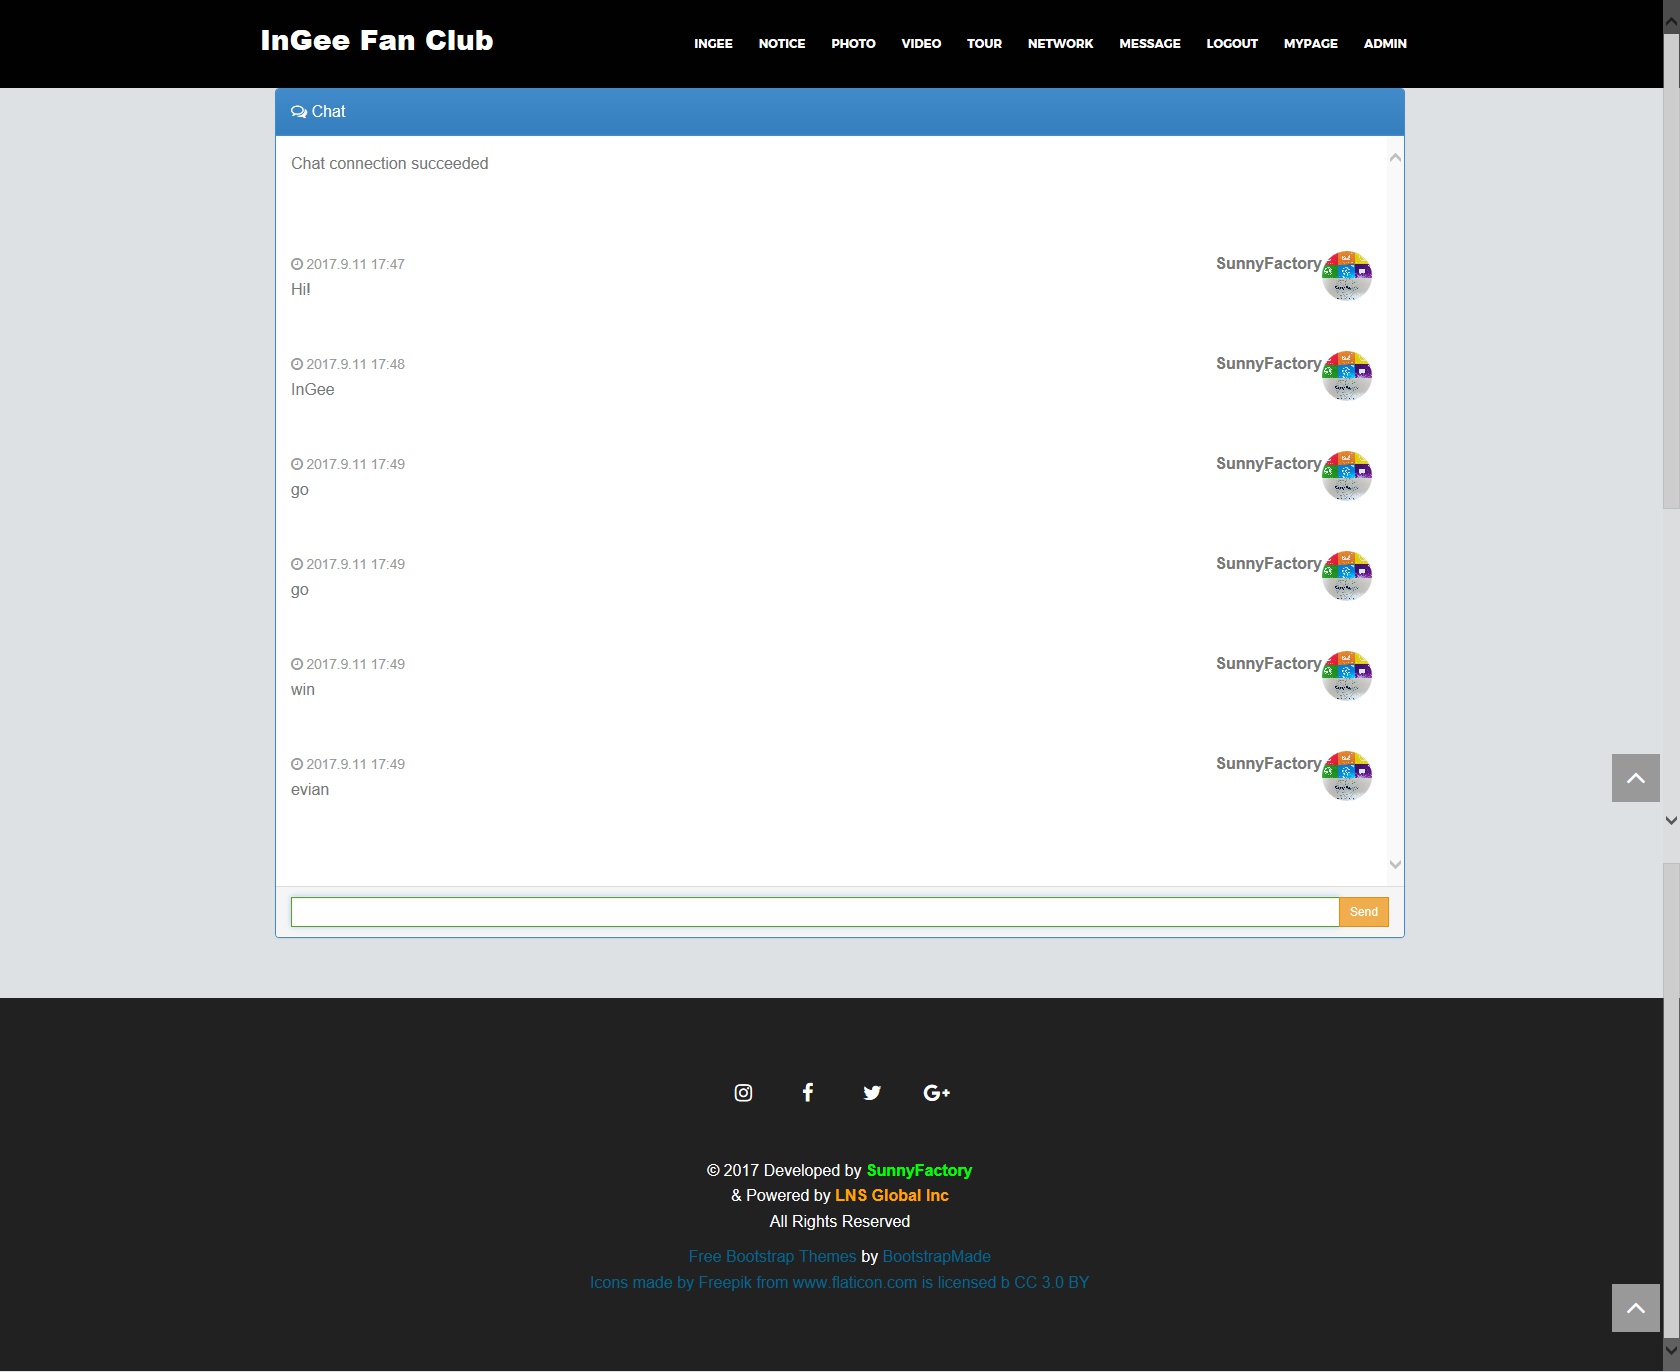 InGee Fan Club
INGEE NOTICE PHOTO VIDEO TOUR NETWORK MESSAGE LOGOUT MYPAGE ADMIN
Chat
Chat connection succeeded
2017.9.11 17:47 SunnyFactory
Hi!
2017.9.11 17:48 SunnyFactory
InGee
2017.9.11 17:49 SunnyFactory
go
2017.9.11 17:49 SunnyFactory
go
2017.9.11 17:49 SunnyFactory
win
2017.9.11 17:49 SunnyFactory
evian
Send
© 2017 Developed by SunnyFactory
& Powered by LNS Global Inc
All Rights Reserved
Free Bootstrap Themes by BootstrapMade
Icons made by Freepik from www.flaticon.com is licensed b CC 3.0 BY